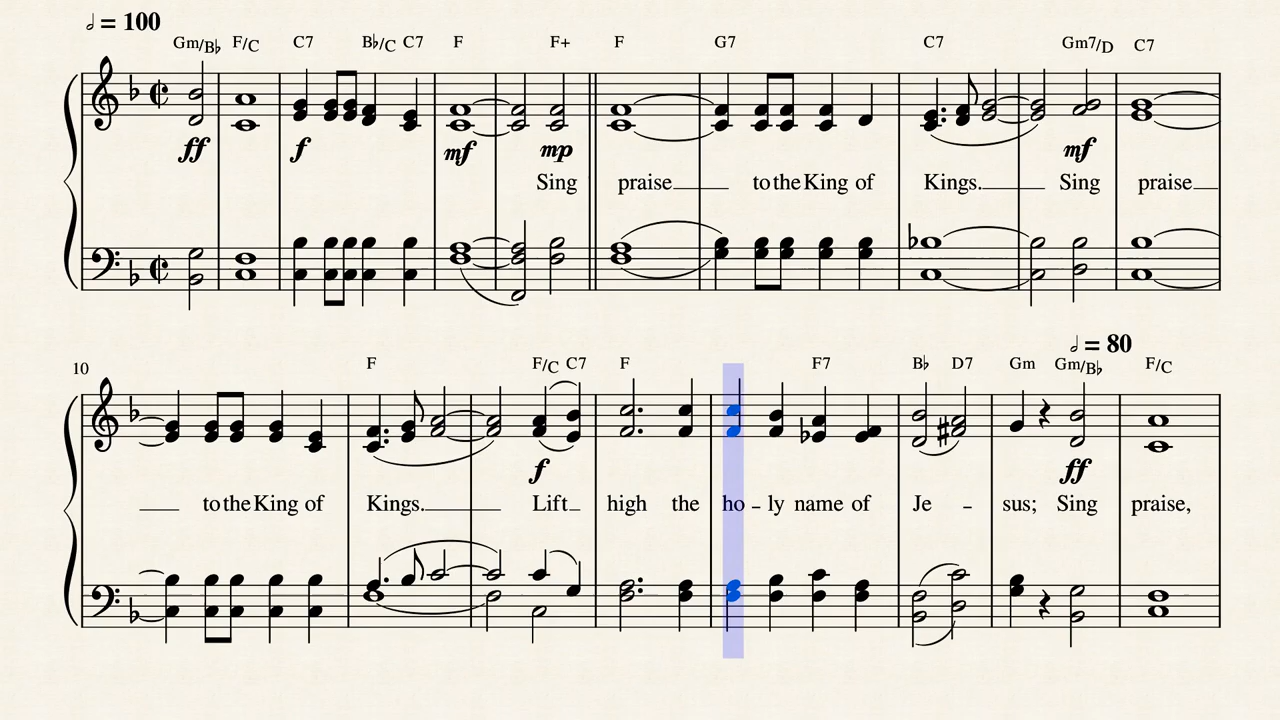 𝅗𝅥 = 100
Gm/B♭ F/C C7 B♭/C C7 F F+ F G7 C7 Gm7/D C7
ff f mf mp mf
Sing praise to the King of Kings. Sing praise
𝅗𝅥 = 80
10 F F/C C7 F F7 B♭ D7 Gm Gm/B♭ F/C
f ff
to the King of Kings. Lift high the ho - ly name of Je - sus; Sing praise,